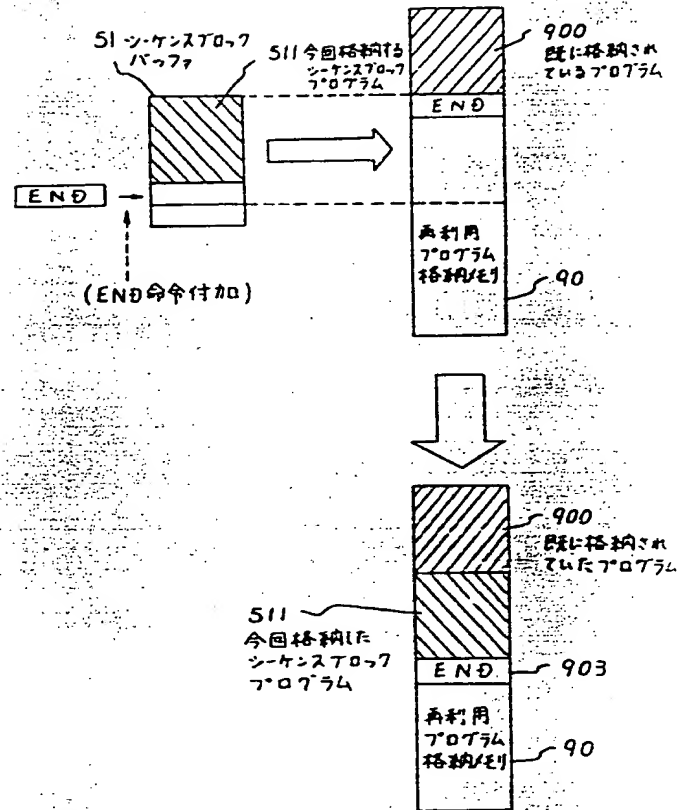 51 シーケンスブロック
バッファ
511 今回格納する
シーケンスブロック
プログラム
900
既に格納され
ているプログラム
END
END
(END命令付加)
再利用
プログラム
格納メモリ
90
900
既に格納され
ていたプログラム
511
今回格納した
シーケンスブロック
プログラム
END
903
再利用
プログラム
格納メモリ
90